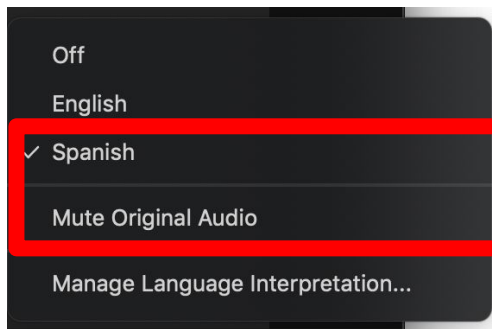 Off
English
✓ Spanish
Mute Original Audio
Manage Language Interpretation...